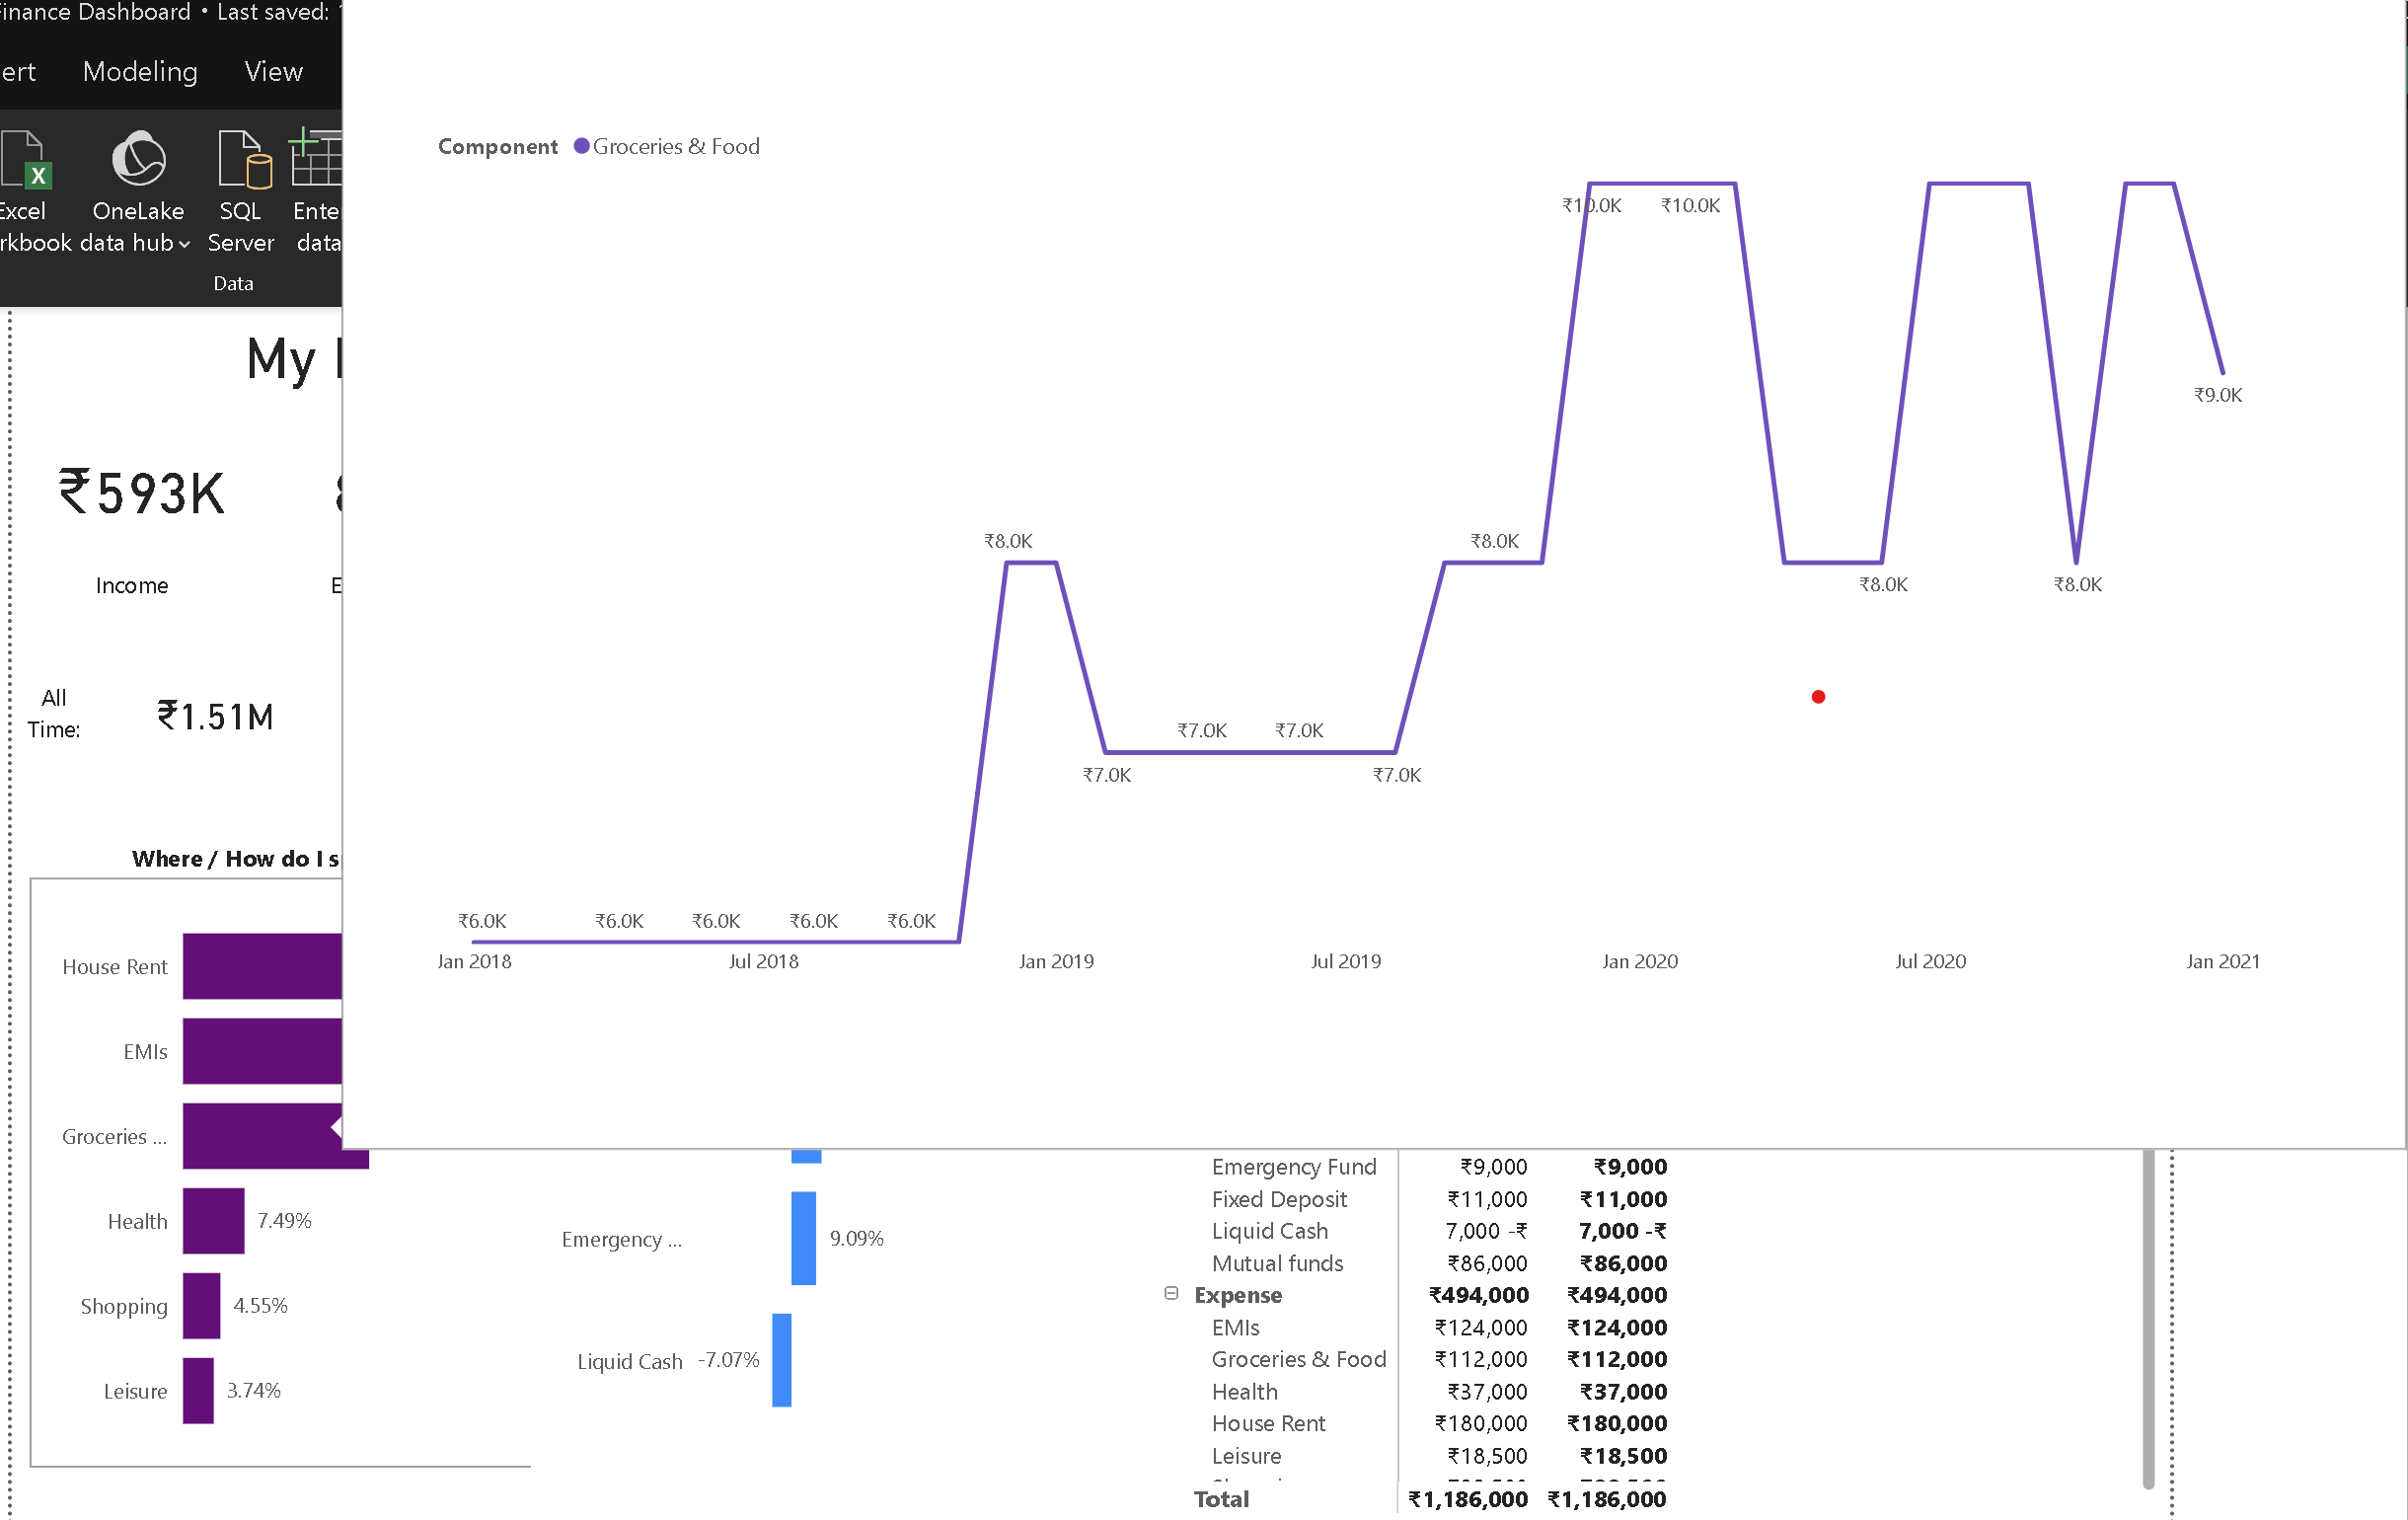 Finance Dashboard • Last saved:
Modeling View
Excel OneLake SQL
data hub Server data
Data
Component Groceries & Food
₹10.0K ₹10.0K
My
₹9.0K
₹593K
₹8.0K ₹8.0K
Income
₹8.0K ₹8.0K
All
Time:
₹1.51M
₹7.0K ₹7.0K
₹7.0K ₹7.0K
Where / How do I s
₹6.0K ₹6.0K ₹6.0K ₹6.0K ₹6.0K
Jan 2018 Jul 2018 Jan 2019 Jul 2019 Jan 2020 Jul 2020 Jan 2021
House Rent
EMIs
Groceries ...
Health 7.49%
Shopping 4.55%
Leisure 3.74%
Emergency ... 9.09%
Liquid Cash -7.07%
Emergency Fund ₹9,000 ₹9,000
Fixed Deposit ₹11,000 ₹11,000
Liquid Cash 7,000 -₹ 7,000 -₹
Mutual funds ₹86,000 ₹86,000
Expense ₹494,000 ₹494,000
EMIs ₹124,000 ₹124,000
Groceries & Food ₹112,000 ₹112,000
Health ₹37,000 ₹37,000
House Rent ₹180,000 ₹180,000
Leisure ₹18,500 ₹18,500
Total ₹1,186,000 ₹1,186,000